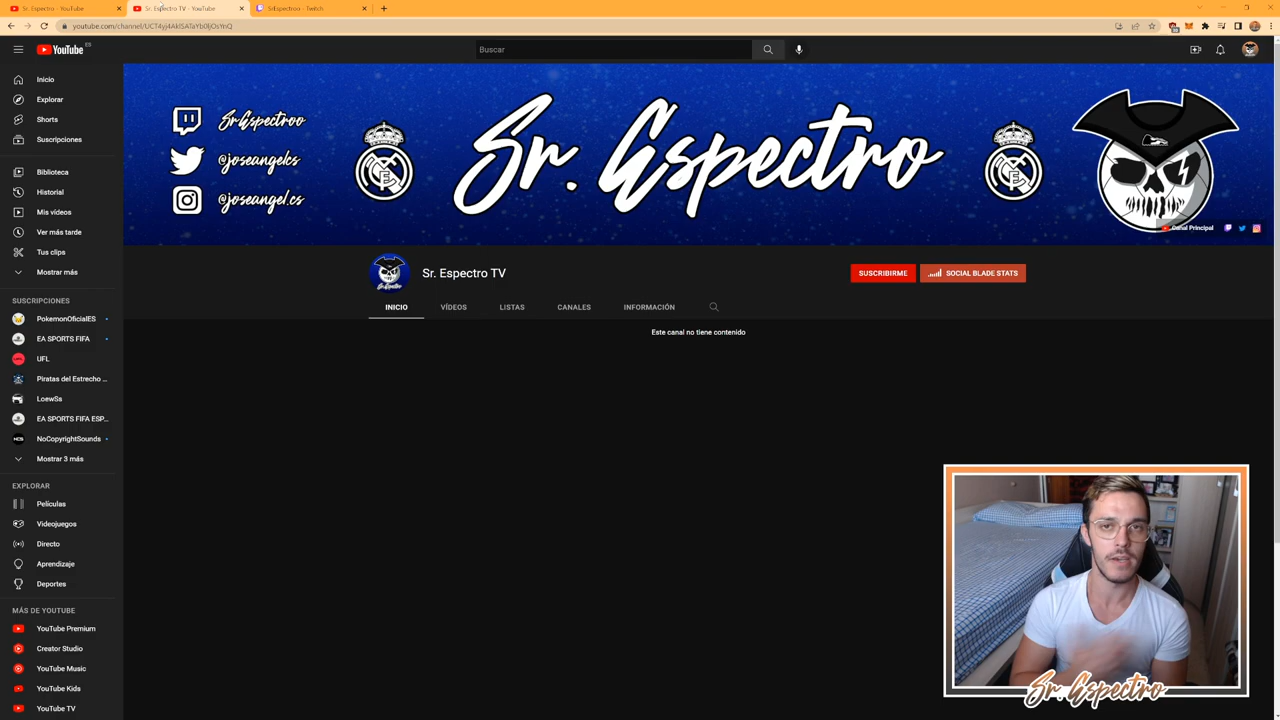 Sr. Espectro - YouTube
Sr. Espectro TV - YouTube
SrEspectroo - Twitch
YouTube
ES
Buscar
Inicio
Explorar
Shorts
Suscripciones
Biblioteca
Historial
Mis vídeos
Ver más tarde
Tus clips
Mostrar más
SUSCRIPCIONES
PokemonOficialES
EA SPORTS FIFA
UFL
Piratas del Estrecho ...
LoewSs
EA SPORTS FIFA ESP...
NoCopyrightSounds
Mostrar 3 más
EXPLORAR
Películas
Videojuegos
Directo
Aprendizaje
Deportes
MÁS DE YOUTUBE
YouTube Premium
Creator Studio
YouTube Music
YouTube Kids
YouTube TV
SrEspectroo
@joseangelcs
@joseangel.cs
Sr. Espectro
Canal Principal
Sr. Espectro TV
SUSCRIBIRME
SOCIAL BLADE STATS
INICIO
VÍDEOS
LISTAS
CANALES
INFORMACIÓN
Este canal no tiene contenido
Sr. Espectro